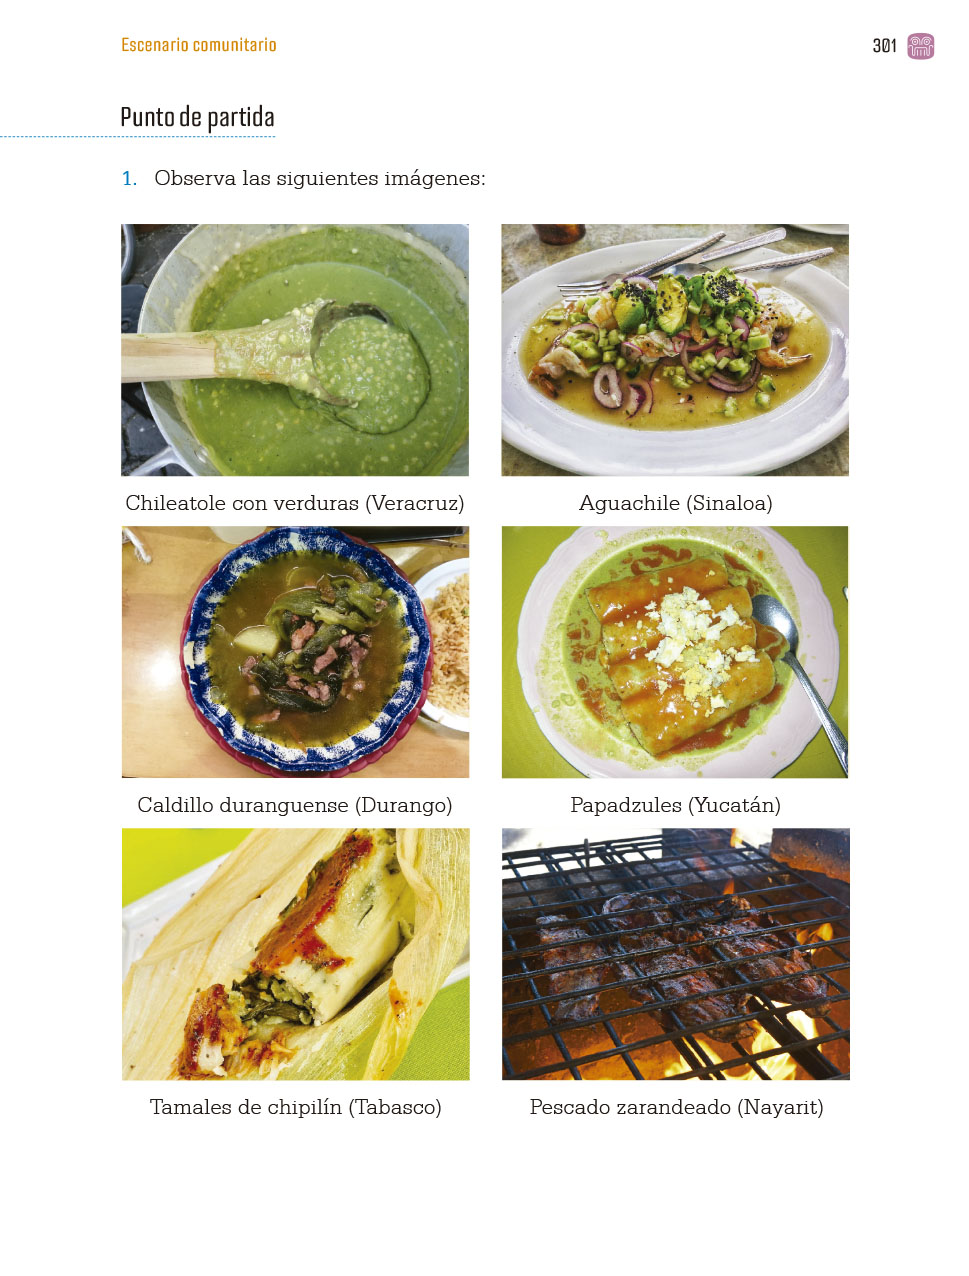 Escenario comunitario
301
Punto de partida
1. Observa las siguientes imágenes:
Chileatole con verduras (Veracruz)
Aguachile (Sinaloa)
Caldillo duranguense (Durango)
Papadzules (Yucatán)
Tamales de chipilín (Tabasco)
Pescado zarandeado (Nayarit)